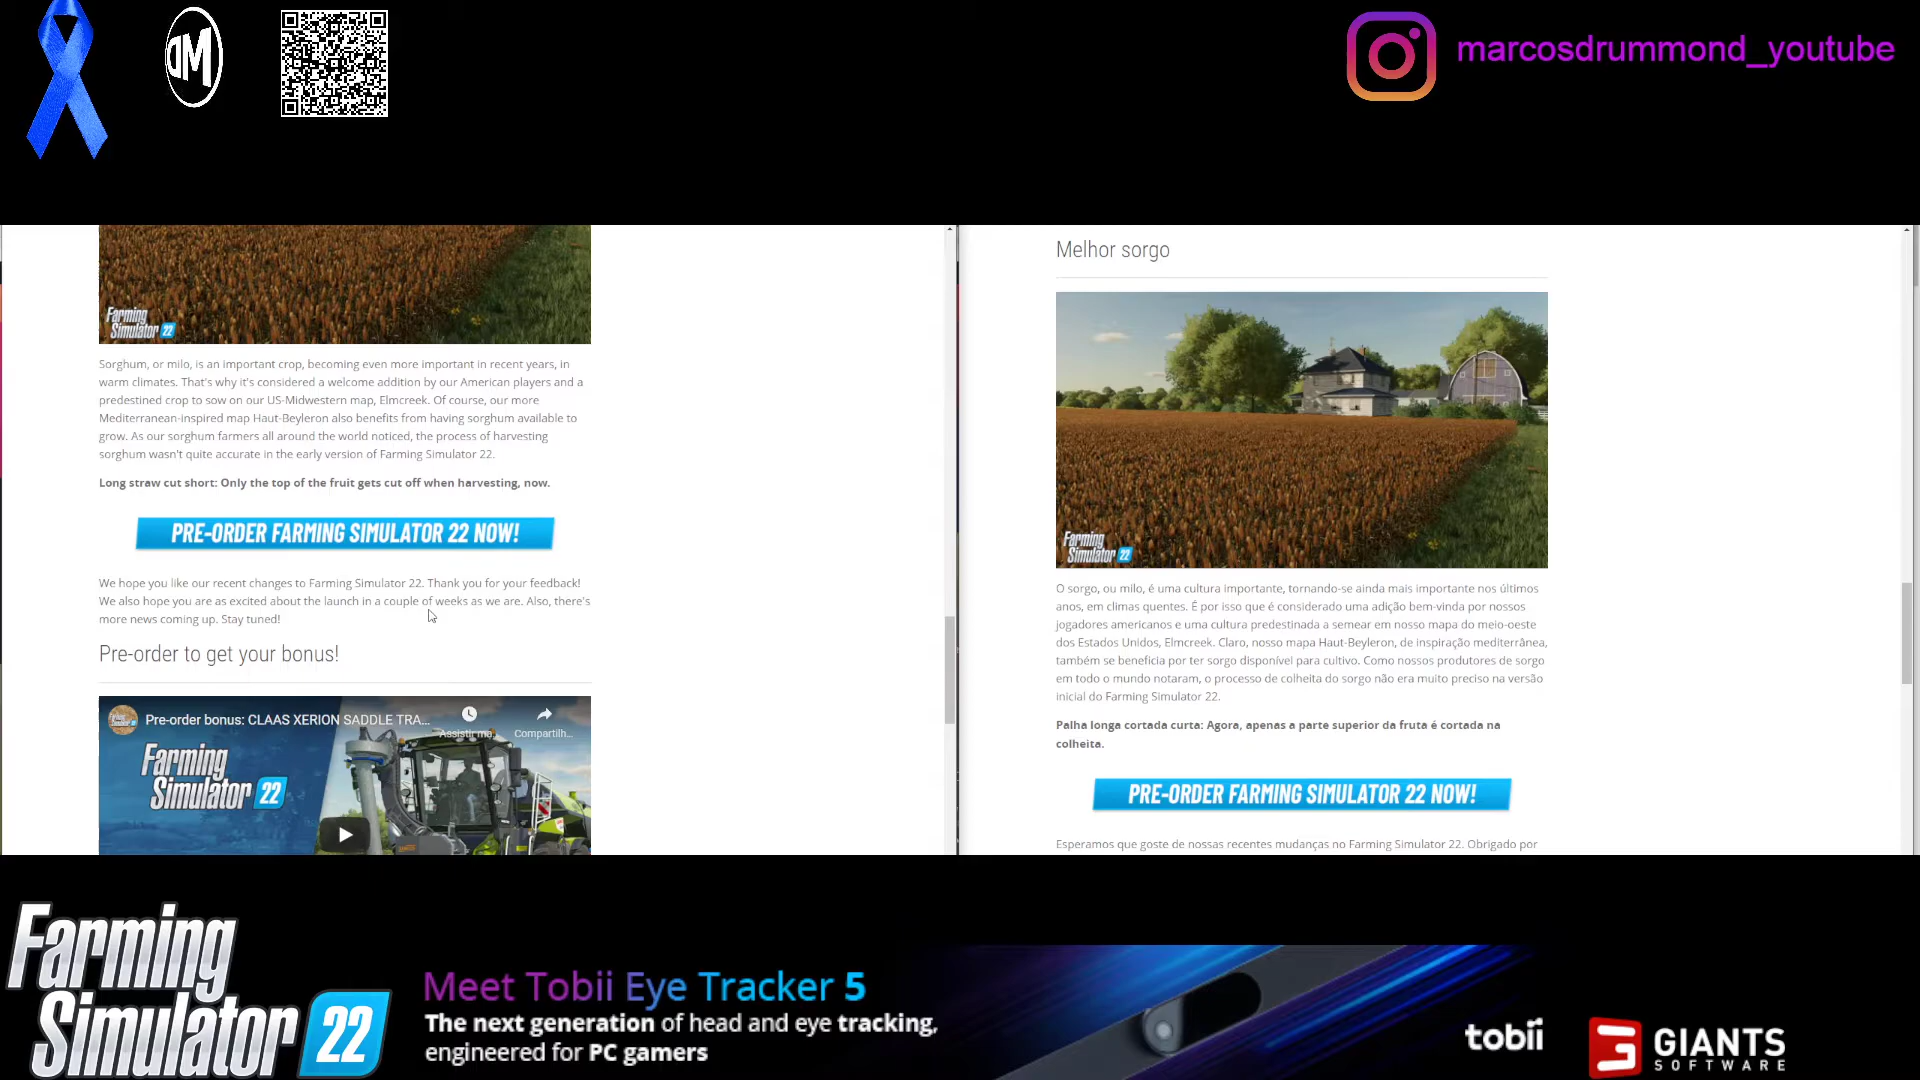 DM
marcosdrummond_youtube
Farming
Simulator 22
Sorghum, or milo, is an important crop, becoming even more important in recent years, in
warm climates. That's why it's considered a welcome addition by our American players and a
predestined crop to sow on our US-Midwestern map, Elmcreek. Of course, our more
Mediterranean-inspired map Haut-Beyleron also benefits from having sorghum available to
grow. As our sorghum farmers all around the world noticed, the process of harvesting
sorghum wasn't quite accurate in the early version of Farming Simulator 22.
Long straw cut short: Only the top of the fruit gets cut off when harvesting, now.
PRE-ORDER FARMING SIMULATOR 22 NOW!
We hope you like our recent changes to Farming Simulator 22. Thank you for your feedback!
We also hope you are as excited about the launch in a couple of weeks as we are. Also, there's
more news coming up. Stay tuned!
Pre-order to get your bonus!
Pre-order bonus: CLAAS XERION SADDLE TRA...
Assistir ma...
Compartilh...
Farming
Simulator 22
Melhor sorgo
Farming
Simulator 22
O sorgo, ou milo, é uma cultura importante, tornando-se ainda mais importante nos últimos
anos, em climas quentes. É por isso que é considerado uma adição bem-vinda por nossos
jogadores americanos e uma cultura predestinada a semear em nosso mapa do meio-oeste
dos Estados Unidos, Elmcreek. Claro, nosso mapa Haut-Beyleron, de inspiração mediterrânea,
também se beneficia por ter sorgo disponível para cultivo. Como nossos produtores de sorgo
em todo o mundo notaram, o processo de colheita do sorgo não era muito preciso na versão
inicial do Farming Simulator 22.
Palha longa cortada curta: Agora, apenas a parte superior da fruta é cortada na
colheita.
PRE-ORDER FARMING SIMULATOR 22 NOW!
Esperamos que goste de nossas recentes mudanças no Farming Simulator 22. Obrigado por
Farming
Simulator 22
Meet Tobii Eye Tracker 5
The next generation of head and eye tracking,
engineered for PC gamers
tobii
GIANTS
SOFTWARE